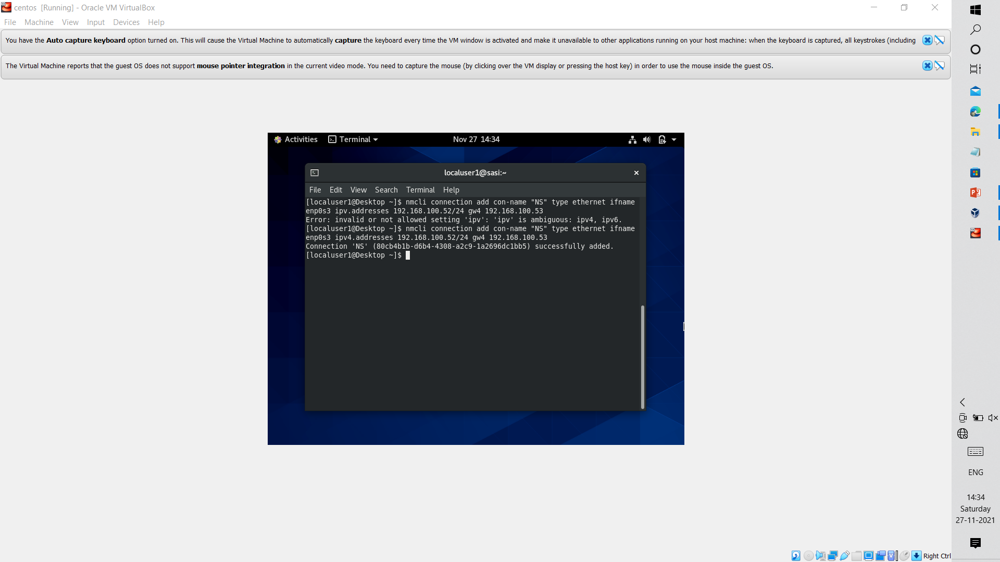 centos [Running] - Oracle VM VirtualBox
File Machine View Input Devices Help
You have the Auto capture keyboard option turned on. This will cause the Virtual Machine to automatically capture the keyboard every time the VM window is activated and make it unavailable to other applications running on your host machine: when the keyboard is captured, all keystrokes (including
The Virtual Machine reports that the guest OS does not support mouse pointer integration in the current video mode. You need to capture the mouse (by clicking over the VM display or pressing the host key) in order to use the mouse inside the guest OS.
Activities Terminal Nov 27 14:34
localuser1@sasi:~
File Edit View Search Terminal Help
[localuser1@Desktop ~]$ nmcli connection add con-name "NS" type ethernet ifname
enp0s3 ipv.addresses 192.168.100.52/24 gw4 192.168.100.53
Error: invalid or not allowed setting 'ipv': 'ipv' is ambiguous: ipv4, ipv6.
[localuser1@Desktop ~]$ nmcli connection add con-name "NS" type ethernet ifname
enp0s3 ipv4.addresses 192.168.100.52/24 gw4 192.168.100.53
Connection 'NS' (80cb4b1b-d6b4-4308-a2c9-1a2696dc1bb5) successfully added.
[localuser1@Desktop ~]$
ENG
14:34
Saturday
27-11-2021
Right Ctrl